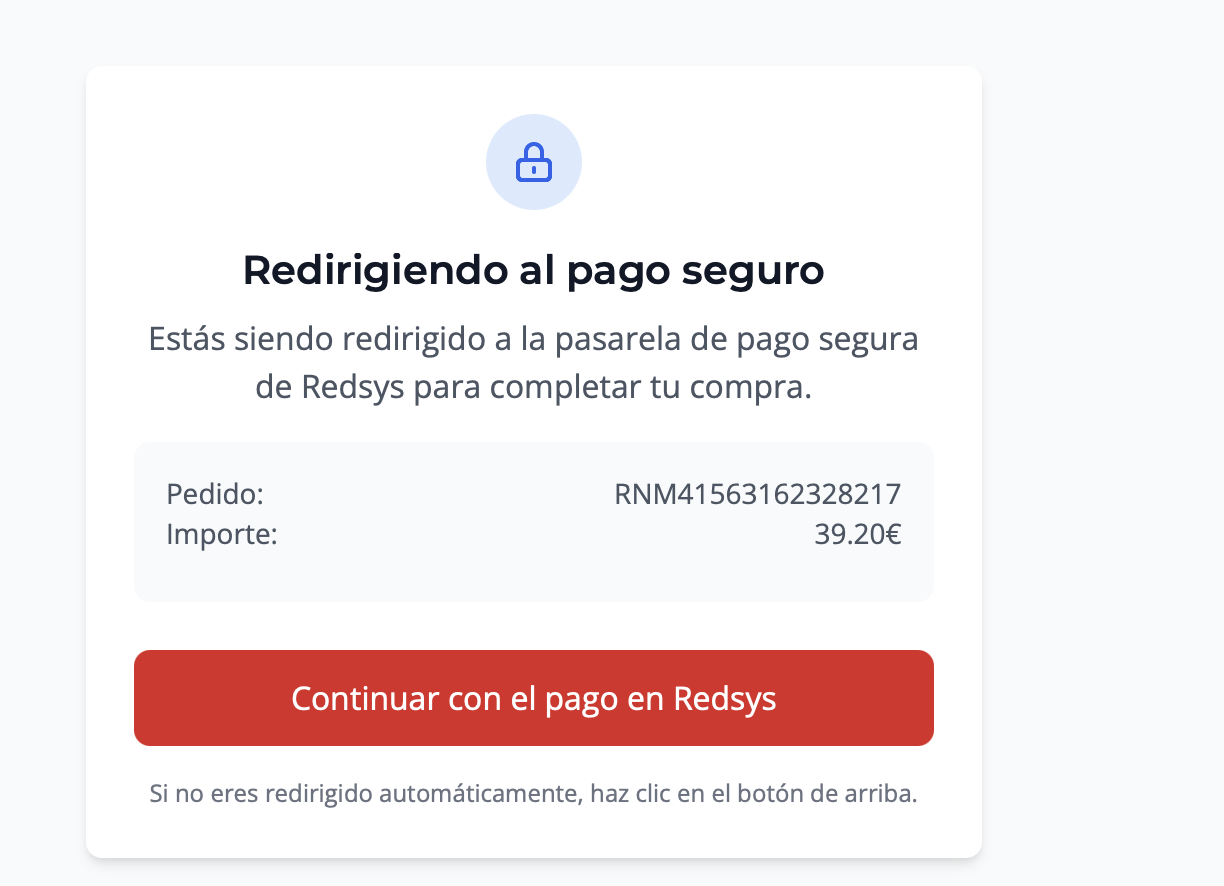 Redirigiendo al pago seguro
Estás siendo redirigido a la pasarela de pago segura
de Redsys para completar tu compra.
Pedido: RNM41563162328217
Importe: 39.20€
Continuar con el pago en Redsys
Si no eres redirigido automáticamente, haz clic en el botón de arriba.